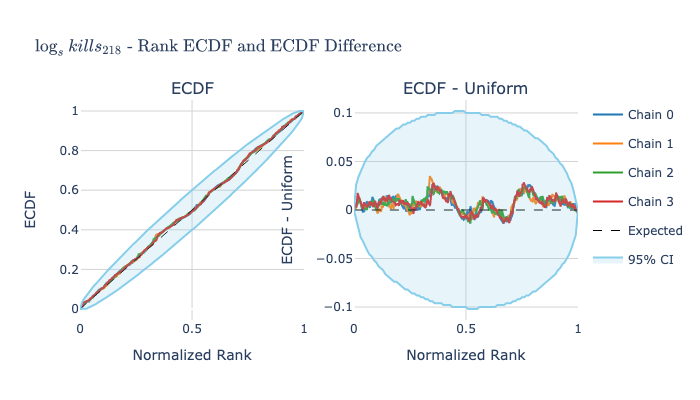 log_s kills_218 - Rank ECDF and ECDF Difference
ECDF
ECDF
1
0.8
0.6
0.4
0.2
0
0
0.5
1
Normalized Rank
ECDF - Uniform
ECDF - Uniform
0.1
0.05
0
−0.05
−0.1
0
0.5
1
Normalized Rank
Chain 0
Chain 1
Chain 2
Chain 3
Expected
95% CI